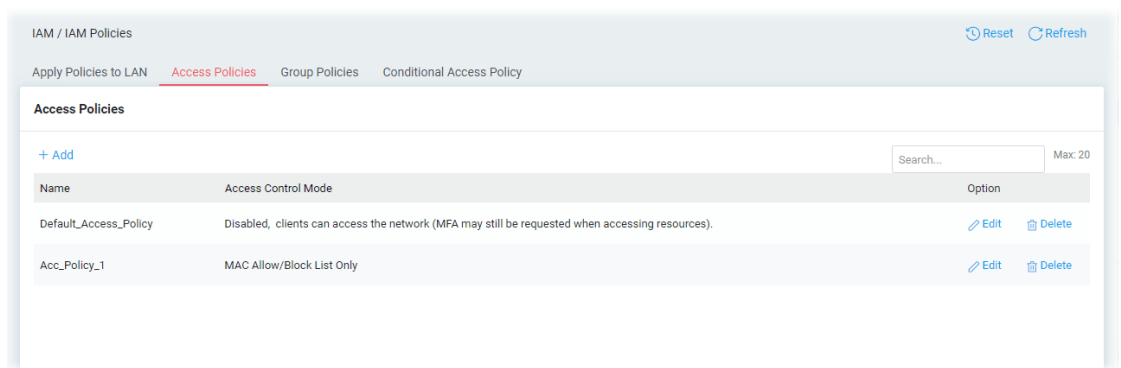 IAM / IAM Policies Reset Refresh
Apply Policies to LAN Access Policies Group Policies Conditional Access Policy
Access Policies
+ Add Search... Max: 20
Name Access Control Mode Option
Default_Access_Policy Disabled, clients can access the network (MFA may still be requested when accessing resources). Edit Delete
Acc_Policy_1 MAC Allow/Block List Only Edit Delete